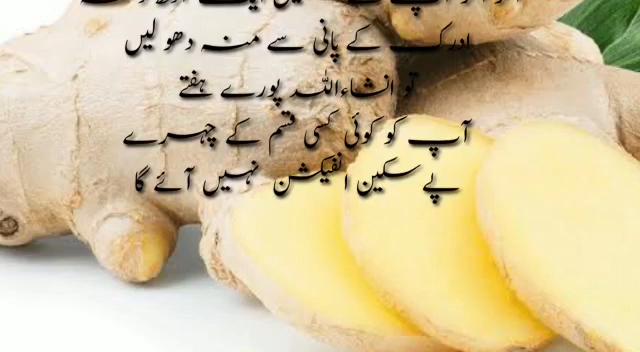 ادرک کے پانی سے منہ دھو لیں
تو انشاءاللہ پورے ہفتے
آپ کو کوئی کسی قسم کے چہرے
پے سکین انفیکشن نہیں آئے گا